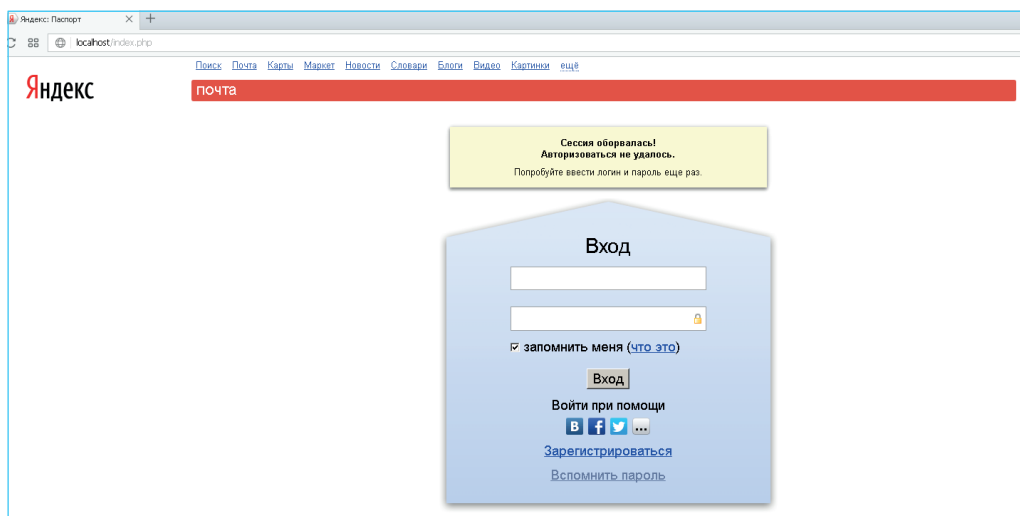 Яндекс: Паспорт
localhost/index.php
Поиск Почта Карты Маркет Новости Словари Блоги Видео Картинки ещё
Яндекс
почта
Сессия оборвалась!
Авторизоваться не удалось.
Попробуйте ввести логин и пароль еще раз.
Вход
запомнить меня (что это)
Вход
Войти при помощи
Зарегистрироваться
Вспомнить пароль